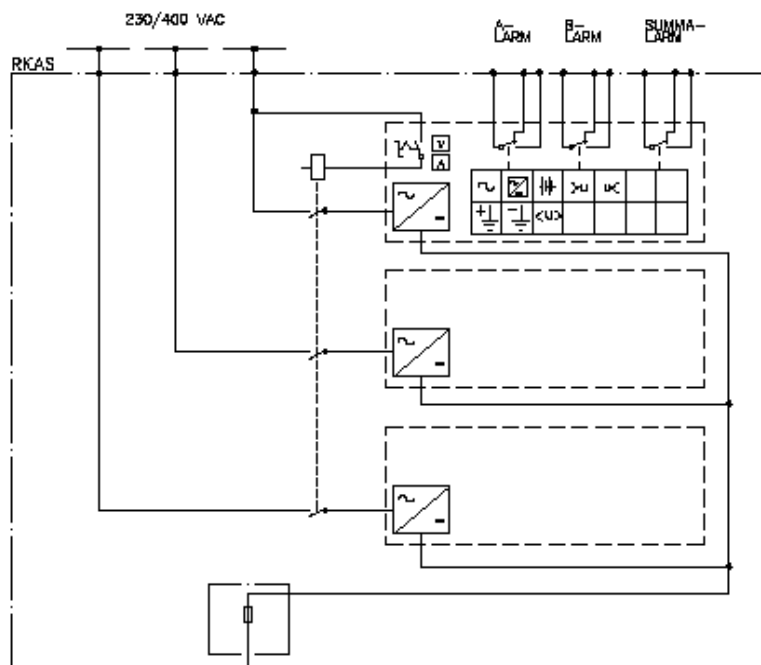 230/400 VAC
A-
LARM
B-
LARM
SUMMA-
LARM
RKAS
V
A